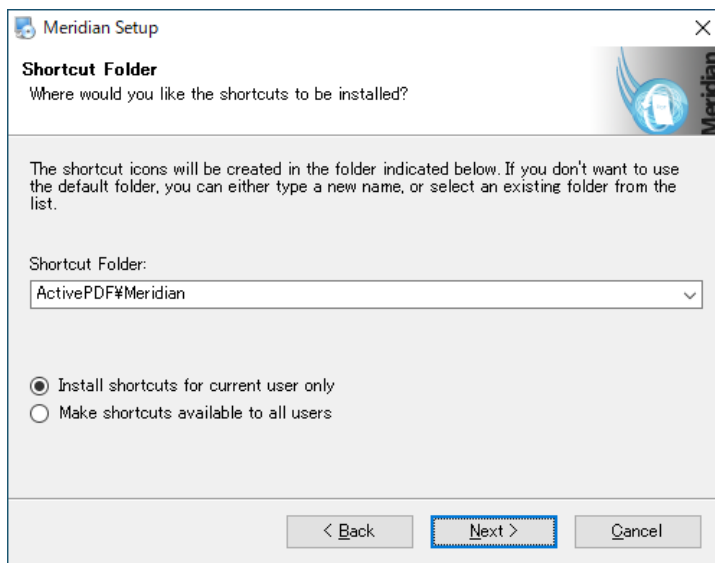 Meridian Setup
Shortcut Folder
Where would you like the shortcuts to be installed?
Meridian
The shortcut icons will be created in the folder indicated below. If you don't want to use
the default folder, you can either type a new name, or select an existing folder from the
list.
Shortcut Folder:
ActivePDF¥Meridian
Install shortcuts for current user only
Make shortcuts available to all users
< Back
Next >
Cancel